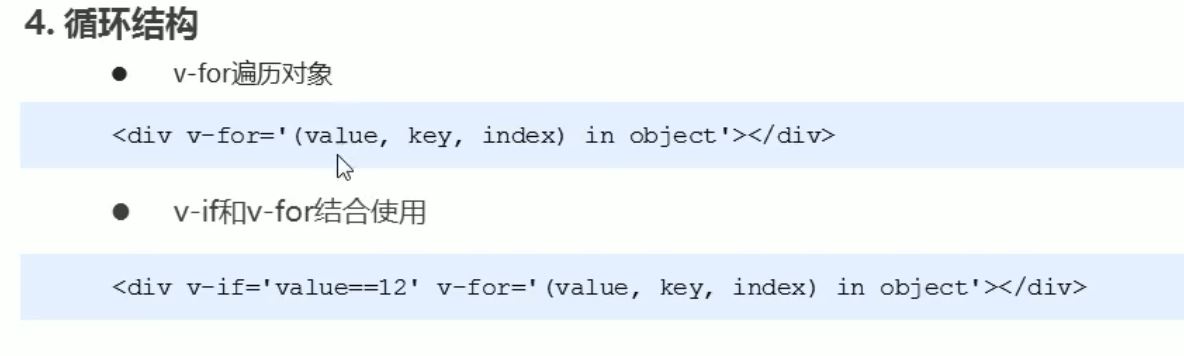 4. 循环结构
v-for遍历对象
<div v-for='(value, key, index) in object'></div>
v-if和v-for结合使用
<div v-if='value==12' v-for='(value, key, index) in object'></div>